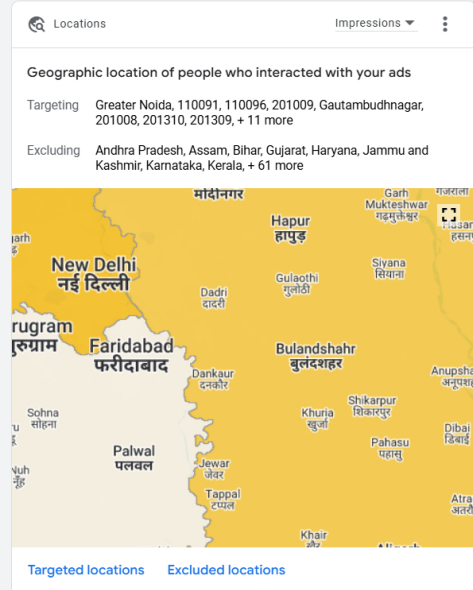 Locations
Impressions
Geographic location of people who interacted with your ads
Targeting
Greater Noida, 110091, 110096, 201009, Gautambudhnagar,
201008, 201310, 201309, + 11 more
Excluding
Andhra Pradesh, Assam, Bihar, Gujarat, Haryana, Jammu and
Kashmir, Karnataka, Kerala, + 61 more
मोदीनगर
Garh
Mukteshwar
गढ़मुक्तेश्वर
Hapur
हापुड़
New Delhi
नई दिल्ली
Siyana
सियाना
Gulaothi
गुलोठी
Dadri
दादरी
Faridabad
फरीदाबाद
Bulandshahr
बुलंदशहर
Dankaur
दनकौर
Anupsha
Shikarpur
शिकारपुर
Sohna
सोहना
Khuria
खुर्जा
Dibai
डिबाई
Pahasu
पहासु
Palwal
पलवल
Jewar
जेवर
Nuh
नूँह
Tappal
टप्पल
Atra
Khair
Targeted locations
Excluded locations